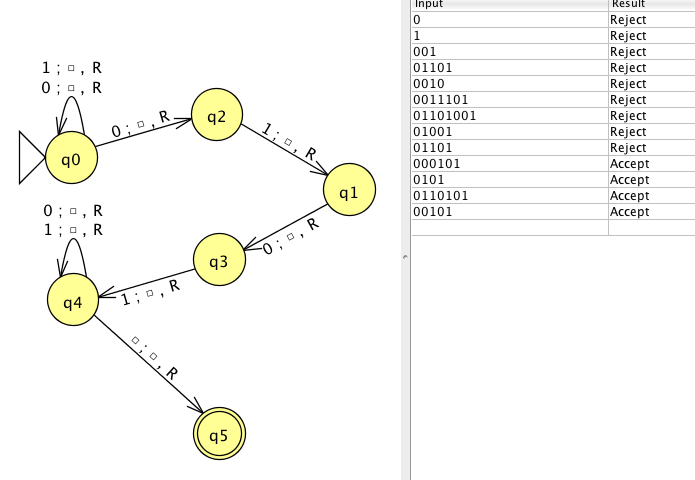 1 ; □ , R
0 ; □ , R
q0
0 ; □ , R
q2
1 ; □ , R
q1
0 ; □ , R
q3
1 ; □ , R
0 ; □ , R
1 ; □ , R
q4
□ ; □ , R
q5
Input Result
0 Reject
1 Reject
001 Reject
01101 Reject
0010 Reject
0011101 Reject
01101001 Reject
01001 Reject
01101 Reject
000101 Accept
0101 Accept
0110101 Accept
00101 Accept